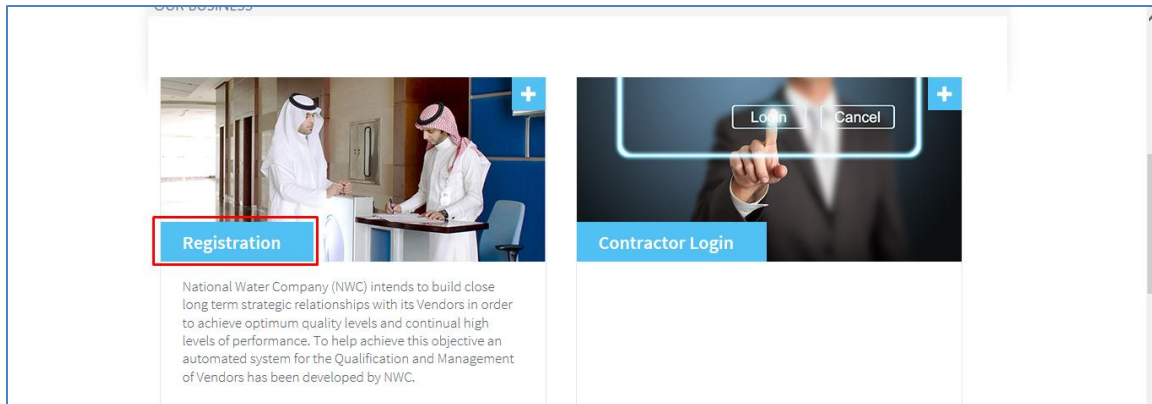 OUR BUSINESS
Registration
National Water Company (NWC) intends to build close
long term strategic relationships with its Vendors in order
to achieve optimum quality levels and continual high
levels of performance. To help achieve this objective an
automated system for the Qualification and Management
of Vendors has been developed by NWC.
Login Cancel
Contractor Login